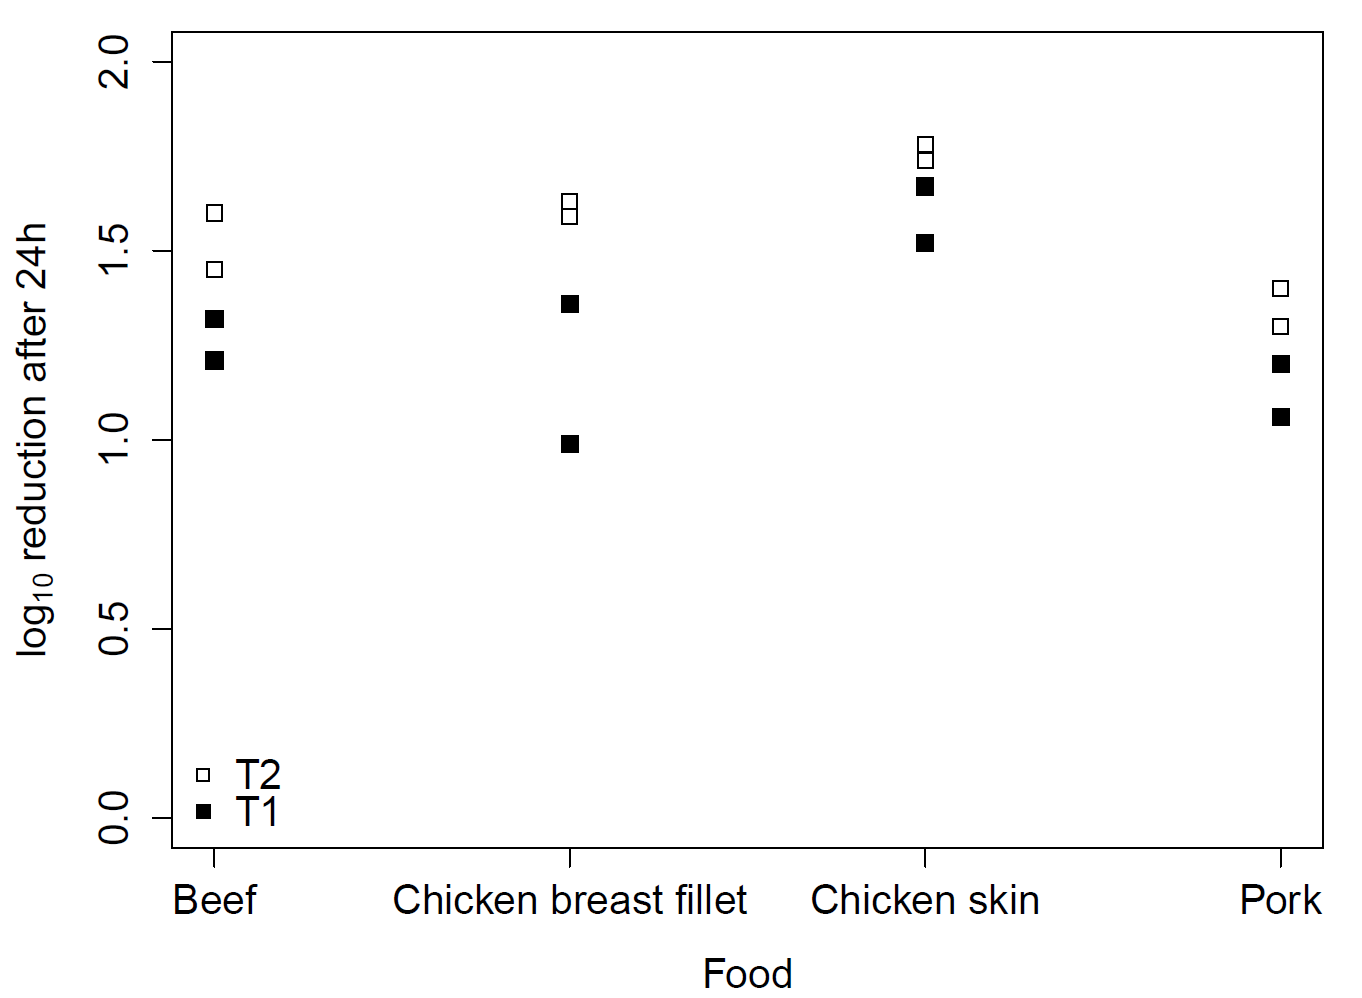 log₁₀ reduction after 24h
2.0
1.5
1.0
0.5
0.0
T2
T1
Beef Chicken breast fillet Chicken skin Pork
Food